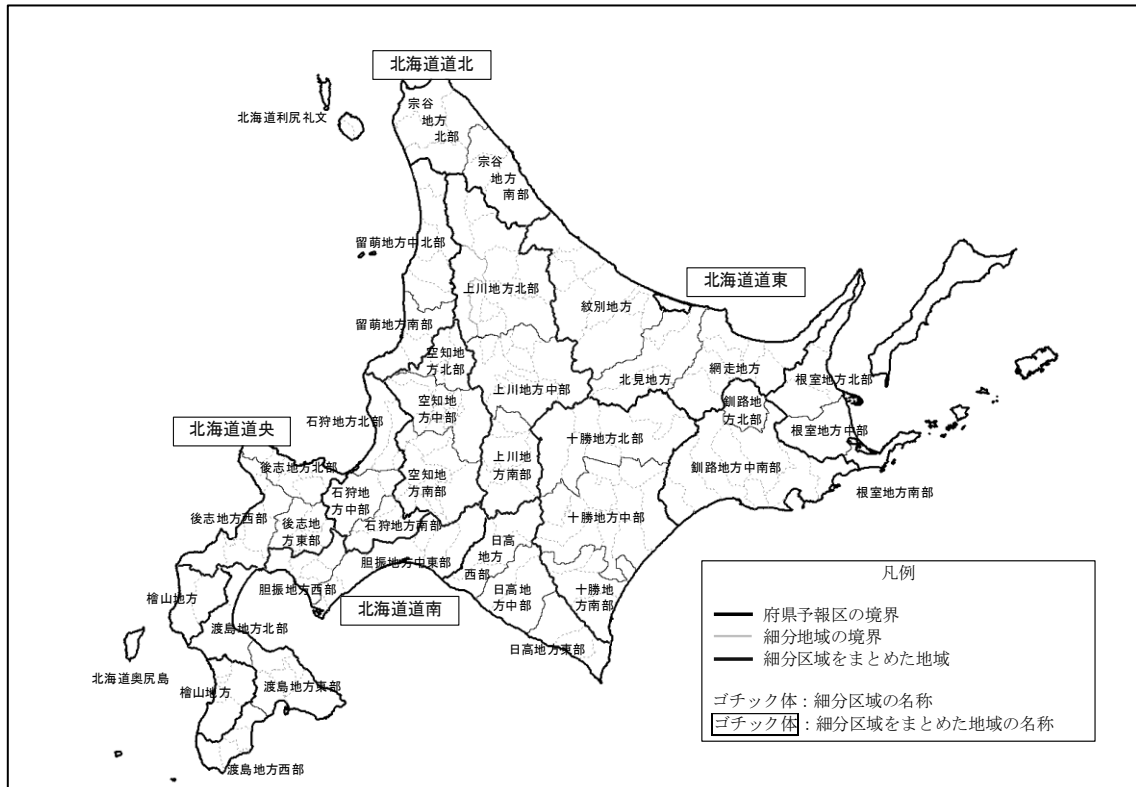 北海道道北
宗谷
地方
北部
北海道利尻礼文
宗谷
地方
南部
留萌地方中北部
北海道道東
上川地方北部
紋別地方
留萌地方南部
空知地
方北部
網走地方
北見地方
根室地方北部
上川地方中部
空知地
方中部
釧路地
方北部
石狩地方北部
北海道道央
根室地方中部
十勝地方北部
後志地方北部
上川地
方南部
釧路地方中南部
石狩地
方中部
空知地
方南部
根室地方南部
後志地方西部
後志地
方東部
石狩地方南部
十勝地方中部
日高
地方
西部
胆振地方中東部
胆振地方西部
日高地
方中部
十勝地
方南部
檜山地方
北海道道南
渡島地方北部
日高地方東部
北海道奥尻島
檜山地方
渡島地方東部
渡島地方西部
凡例
府県予報区の境界
細分地域の境界
細分区域をまとめた地域
ゴチック体：細分区域の名称
ゴチック体：細分区域をまとめた地域の名称